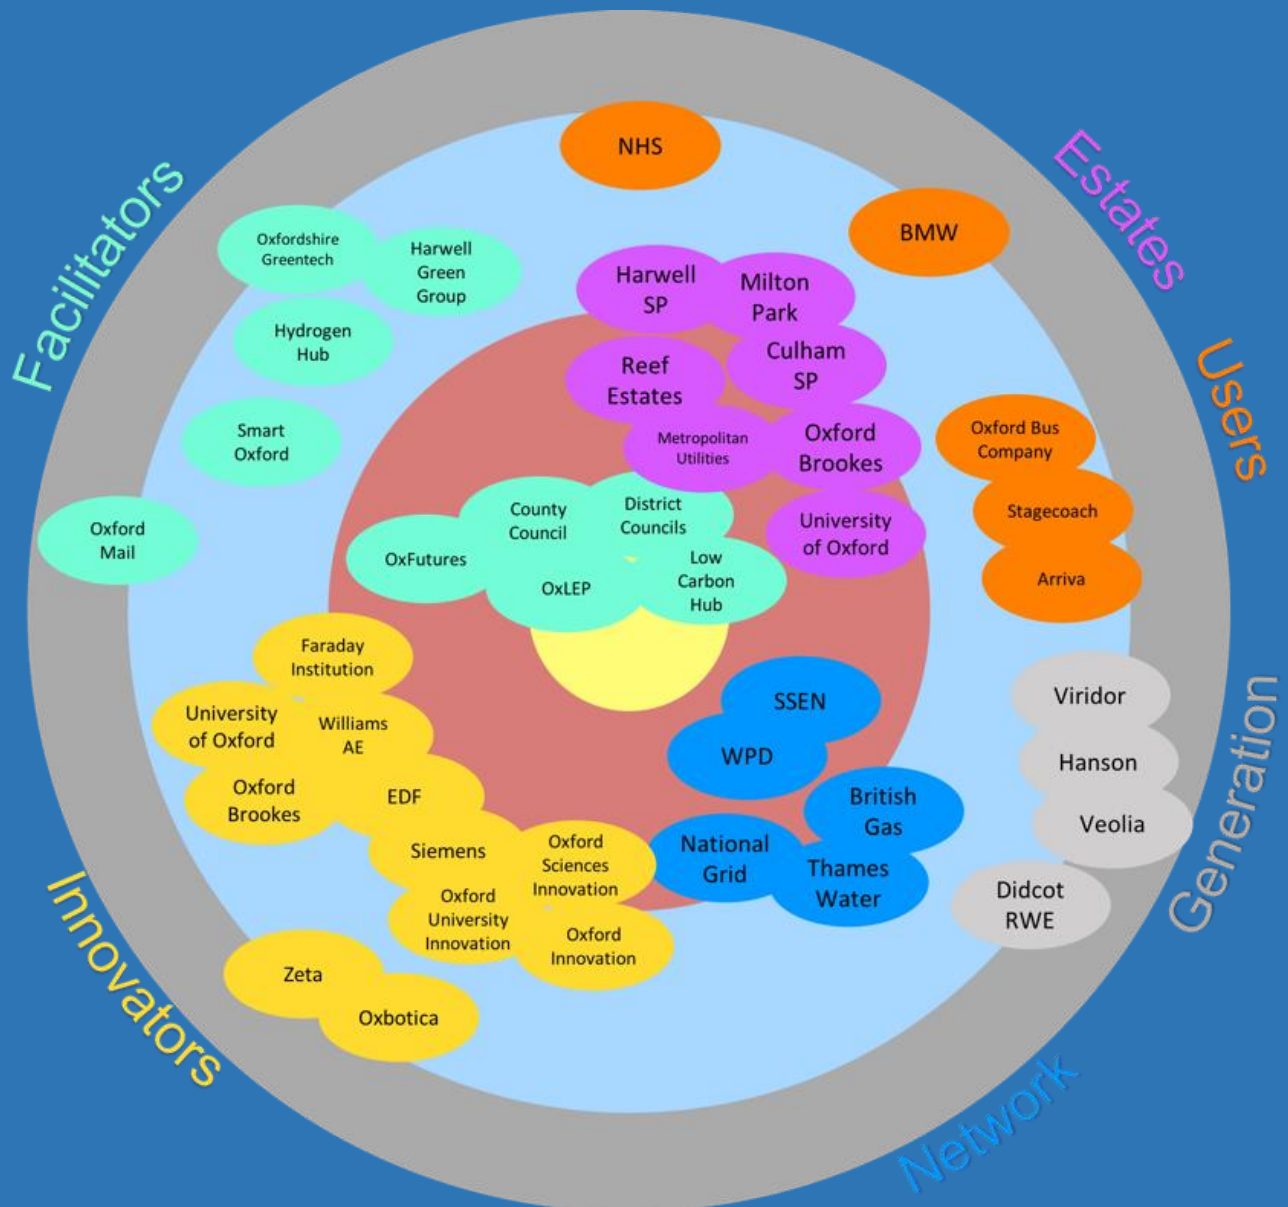 Facilitators
Estates
Users
Generation
Network
Innovators
NHS
BMW
Oxfordshire
Greentech
Harwell
Green
Group
Hydrogen
Hub
Smart
Oxford
Oxford
Mail
Harwell
SP
Milton
Park
Reef
Estates
Culham
SP
Metropolitan
Utilities
Oxford
Brookes
University
of Oxford
Oxford Bus
Company
Stagecoach
Arriva
County
Council
District
Councils
OxFutures
OxLEP
Low
Carbon
Hub
Faraday
Institution
University
of Oxford
Williams
AE
Oxford
Brookes
EDF
Siemens
Oxford
Sciences
Innovation
Oxford
University
Innovation
Oxford
Innovation
Zeta
Oxbotica
SSEN
WPD
British
Gas
National
Grid
Thames
Water
Viridor
Hanson
Veolia
Didcot
RWE